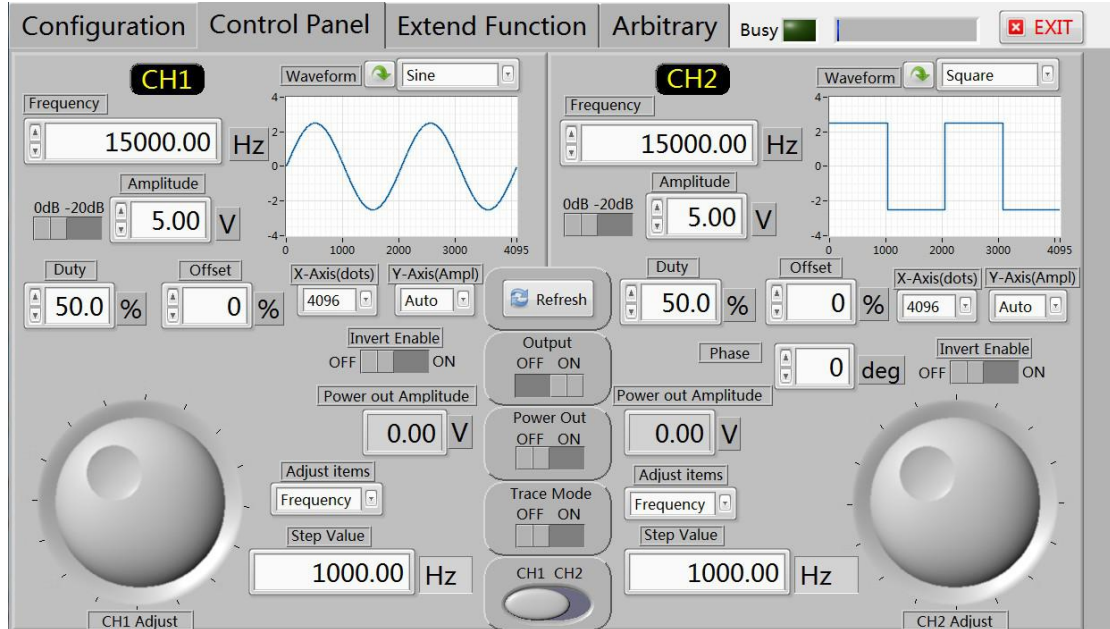 Configuration Control Panel Extend Function Arbitrary Busy EXIT
CH1
Waveform Sine
Frequency
15000.00 Hz
Amplitude
0dB -20dB
5.00 V
4
2
0
-2
-4
0 1000 2000 3000 4095
Duty
50.0 %
Offset
0 %
X-Axis(dots)
4096
Y-Axis(Ampl)
Auto
Invert Enable
OFF ON
Power out Amplitude
0.00 V
Adjust items
Frequency
Step Value
1000.00 Hz
CH1 Adjust
Refresh
Output
OFF ON
Power Out
OFF ON
Trace Mode
OFF ON
CH1 CH2
CH2
Waveform Square
Frequency
15000.00 Hz
Amplitude
0dB -20dB
5.00 V
4
2
0
-2
-4
0 1000 2000 3000 4095
Duty
50.0 %
Offset
0 %
X-Axis(dots)
4096
Y-Axis(Ampl)
Auto
Phase
0 deg
Invert Enable
OFF ON
Power out Amplitude
0.00 V
Adjust items
Frequency
Step Value
1000.00 Hz
CH2 Adjust